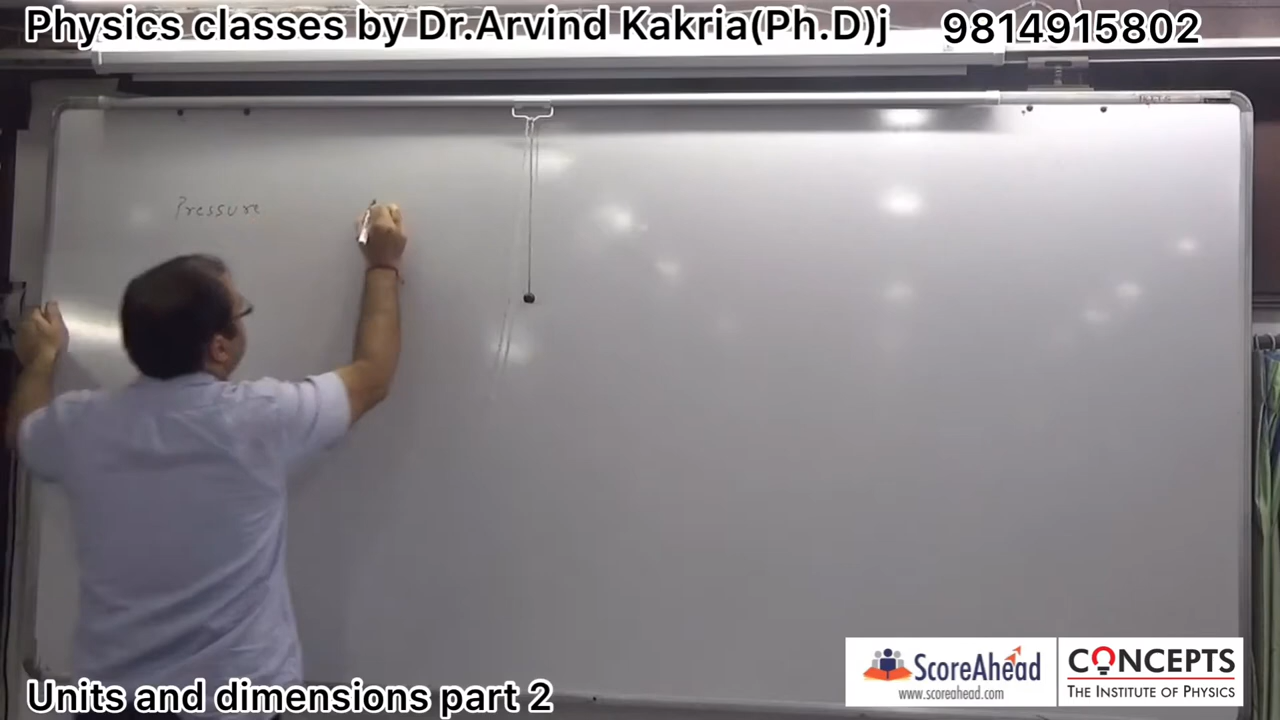 Physics classes by Dr.Arvind Kakria(Ph.D)j 9814915802
Pressure
ScoreAhead
www.scoreahead.com
CONCEPTS
THE INSTITUTE OF PHYSICS
Units and dimensions part 2